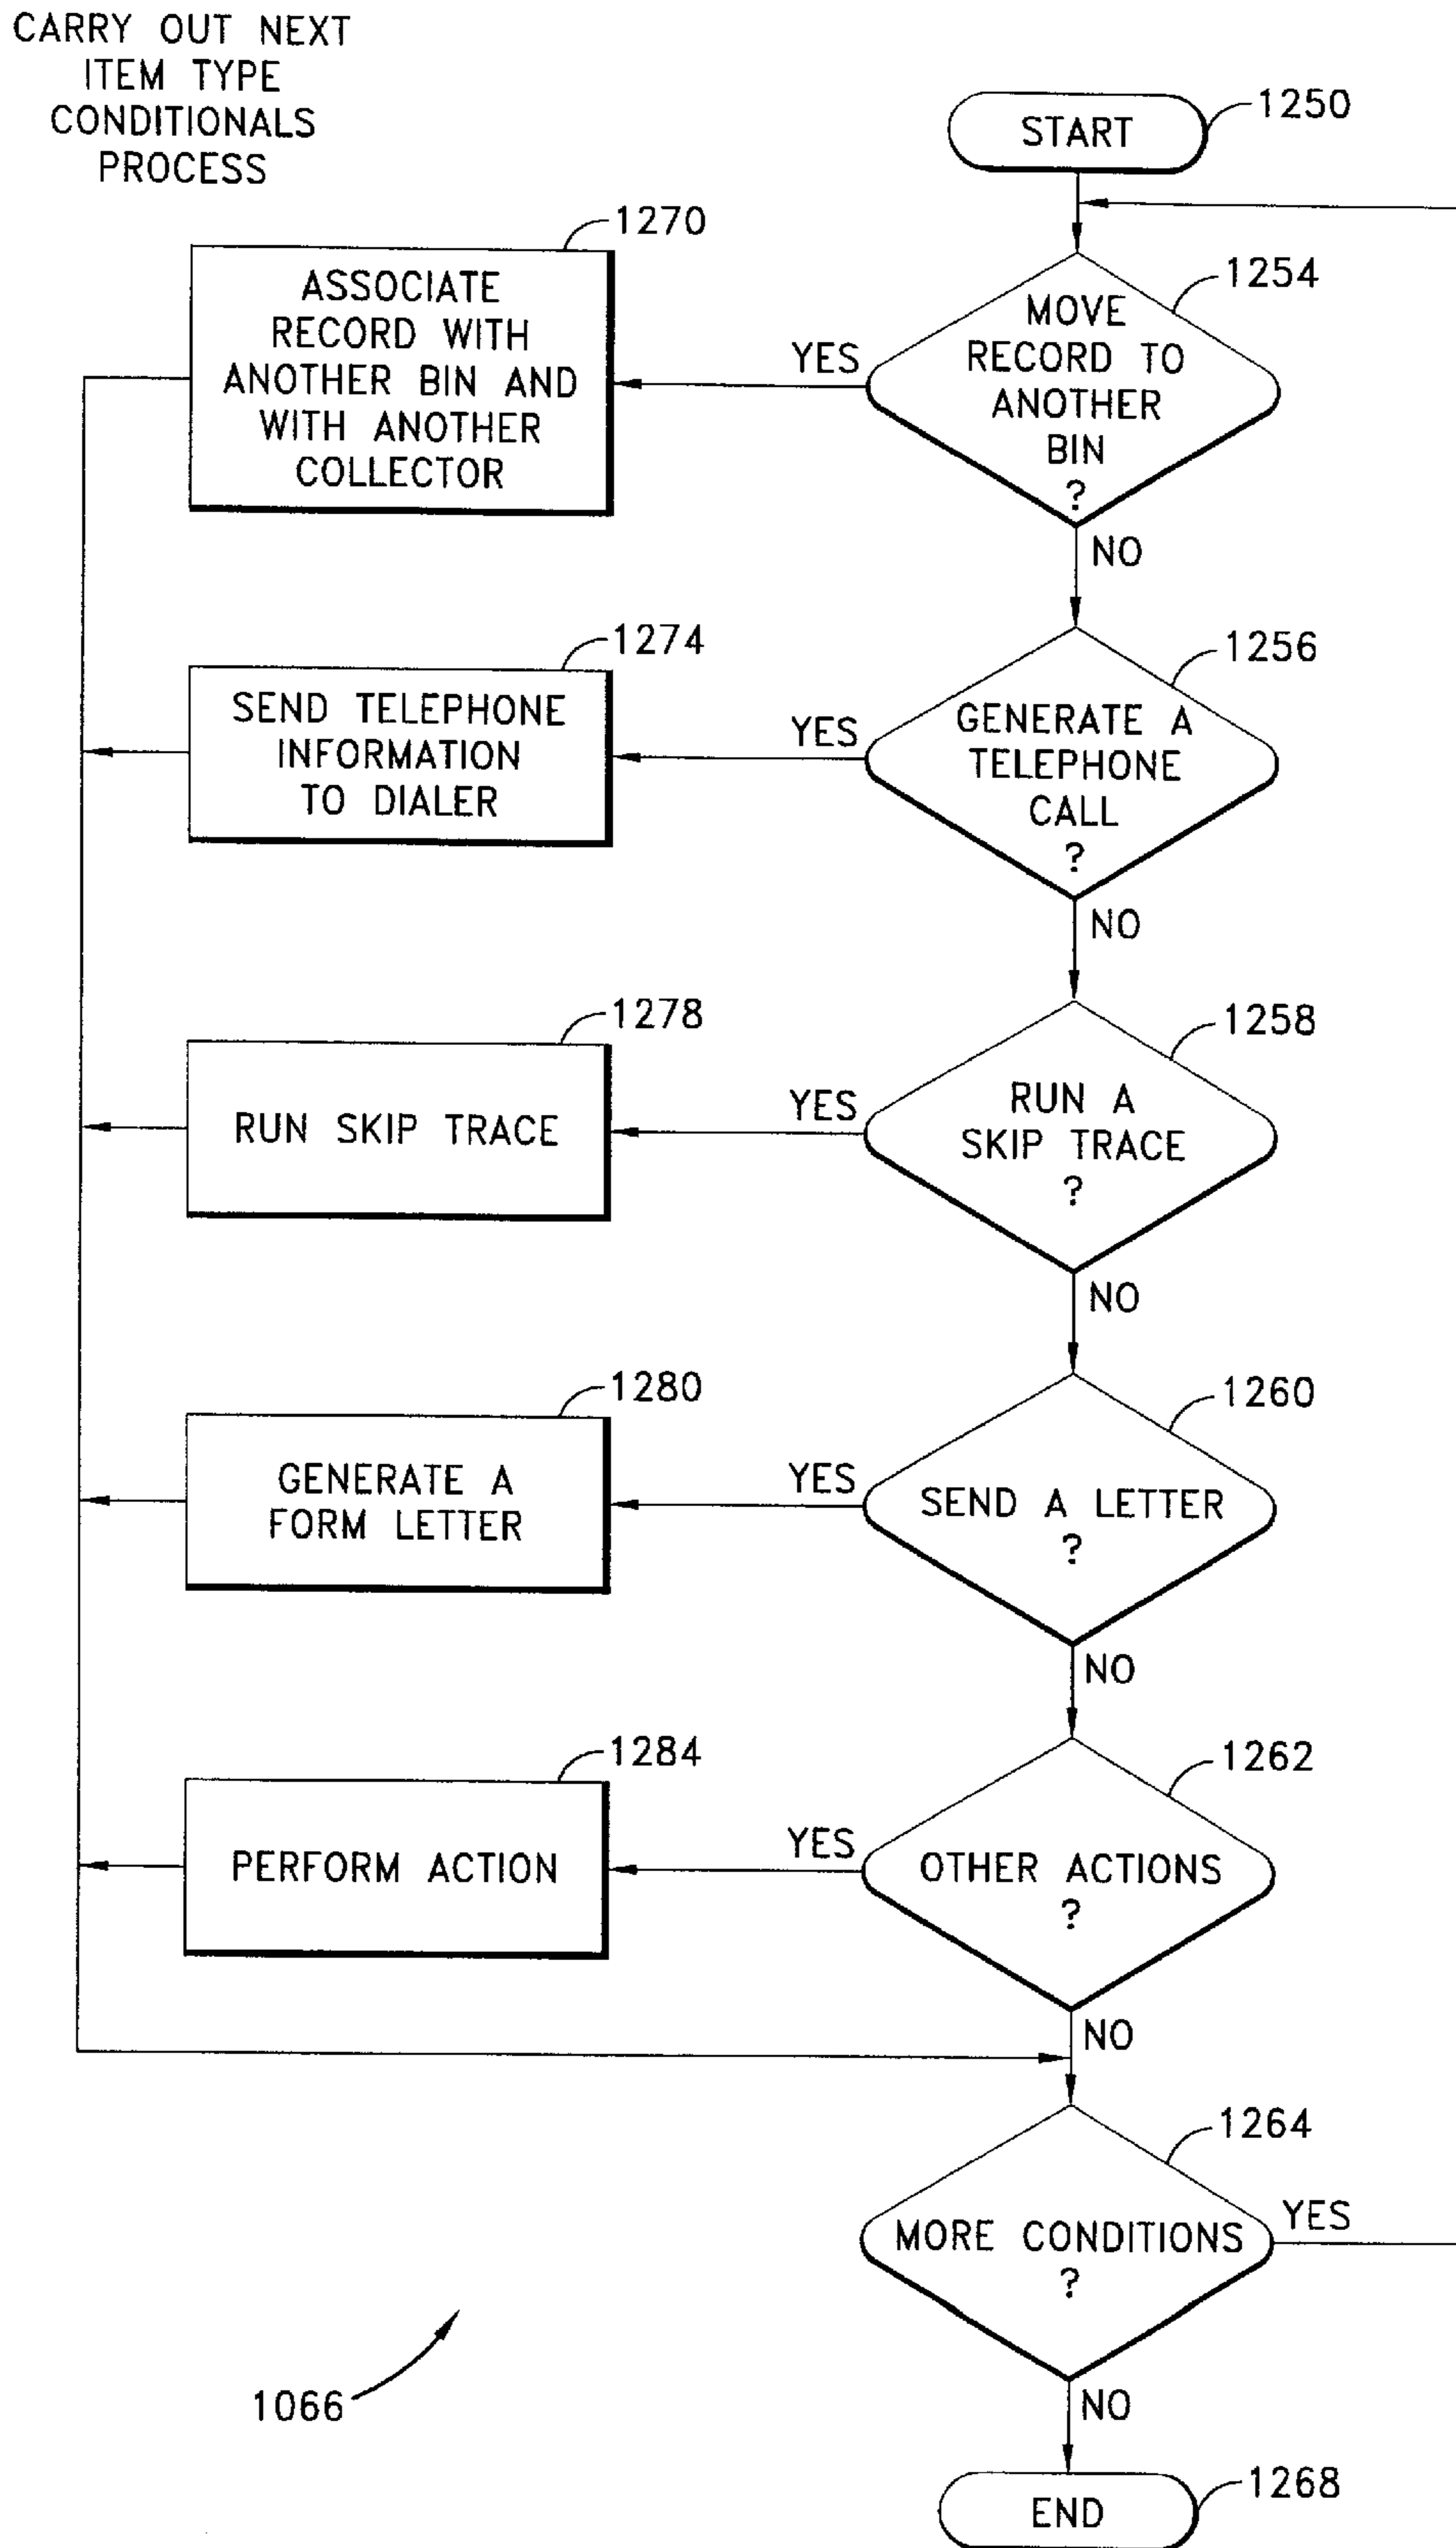 CARRY OUT NEXT
ITEM TYPE
CONDITIONALS
PROCESS
START
1250
1270
ASSOCIATE
RECORD WITH
ANOTHER BIN AND
WITH ANOTHER
COLLECTOR
YES
MOVE
RECORD TO
ANOTHER
BIN
?
1254
NO
1274
SEND TELEPHONE
INFORMATION
TO DIALER
YES
GENERATE A
TELEPHONE
CALL
?
1256
NO
1278
RUN SKIP TRACE
YES
RUN A
SKIP TRACE
?
1258
NO
1280
GENERATE A
FORM LETTER
YES
SEND A LETTER
?
1260
NO
1284
PERFORM ACTION
YES
OTHER ACTIONS
?
1262
NO
MORE CONDITIONS
?
1264
YES
NO
1066
END
1268